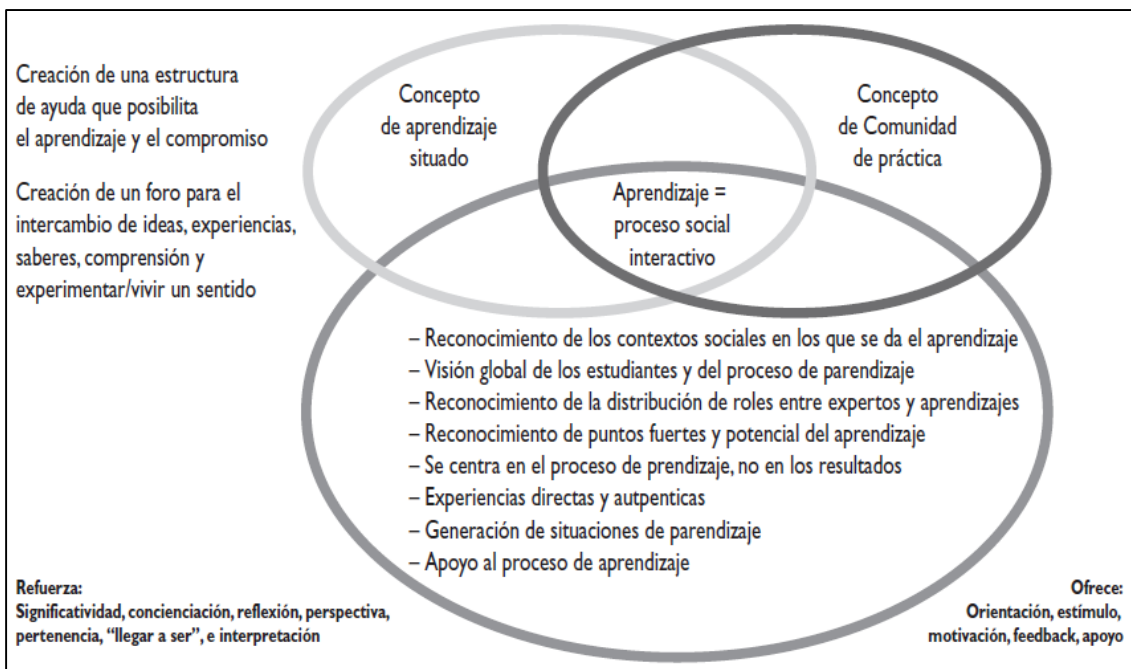 Creación de una estructura
de ayuda que posibilita
el aprendizaje y el compromiso
Creación de un foro para el
intercambio de ideas, experiencias,
saberes, comprensión y
experimentar/vivir un sentido
Concepto
de aprendizaje
situado
Concepto
de Comunidad
de práctica
Aprendizaje =
proceso social
interactivo
– Reconocimiento de los contextos sociales en los que se da el aprendizaje
– Visión global de los estudiantes y del proceso de parendizaje
– Reconocimiento de la distribución de roles entre expertos y aprendizajes
– Reconocimiento de puntos fuertes y potencial del aprendizaje
– Se centra en el proceso de prendizaje, no en los resultados
– Experiencias directas y autpenticas
– Generación de situaciones de parendizaje
– Apoyo al proceso de aprendizaje
Refuerza:
Significatividad, concienciación, reflexión, perspectiva,
pertenencia, “llegar a ser”, e interpretación
Ofrece:
Orientación, estímulo,
motivación, feedback, apoyo